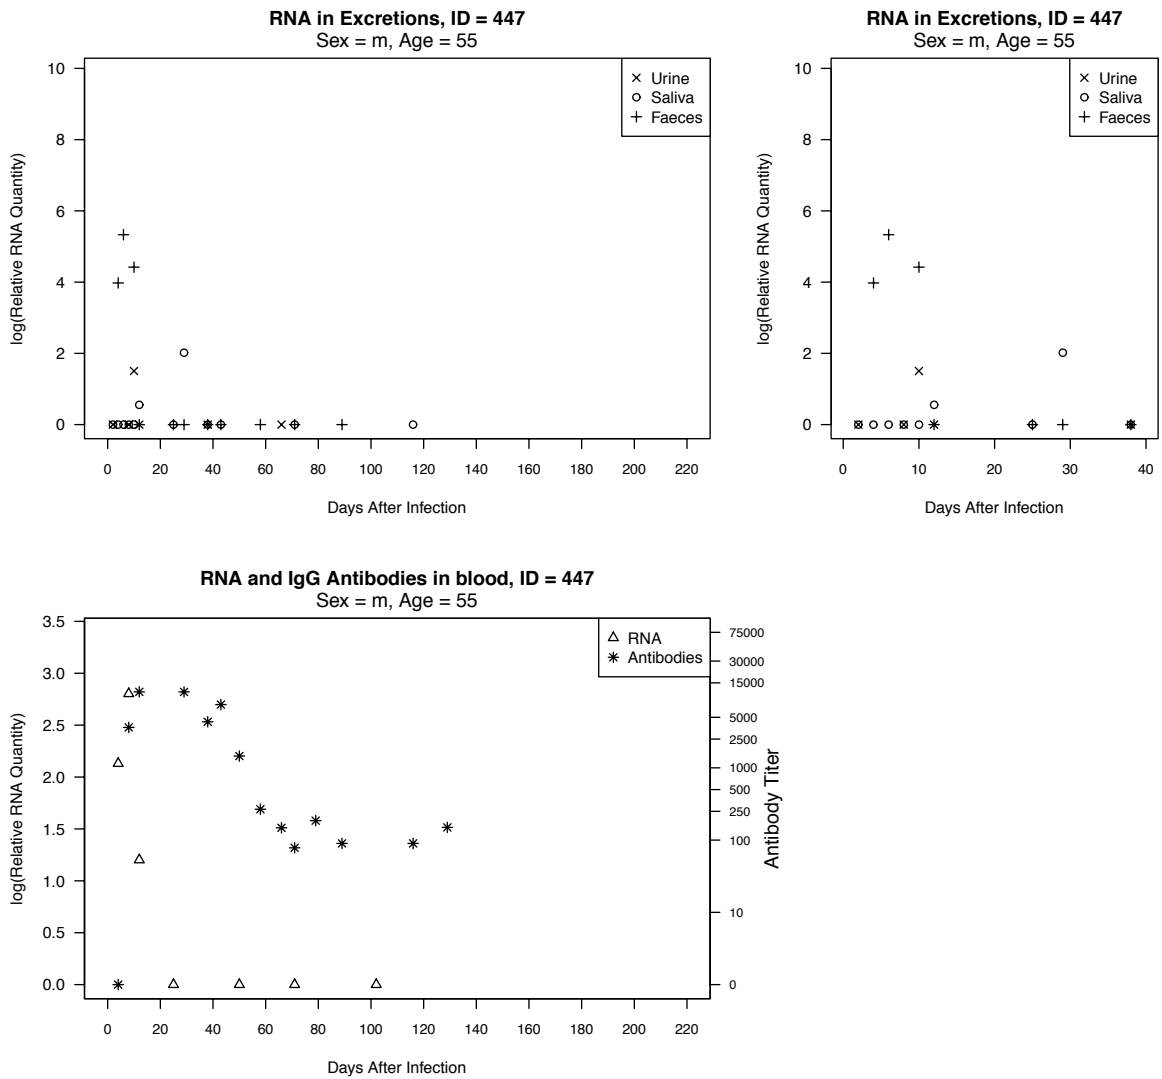 RNA in Excretions, ID = 447
Sex = m, Age = 55
10
8
6
4
2
0
log(Relative RNA Quantity)
Urine
Saliva
Faeces
0 20 40 60 80 100 120 140 160 180 200 220
Days After Infection
RNA in Excretions, ID = 447
Sex = m, Age = 55
10
8
6
4
2
0
log(Relative RNA Quantity)
Urine
Saliva
Faeces
0 10 20 30 40
Days After Infection
RNA and IgG Antibodies in blood, ID = 447
Sex = m, Age = 55
3.5
3.0
2.5
2.0
1.5
1.0
0.5
0.0
log(Relative RNA Quantity)
RNA
Antibodies
75000
30000
15000
5000
2500
1000
500
250
100
10
0
Antibody Titer
0 20 40 60 80 100 120 140 160 180 200 220
Days After Infection